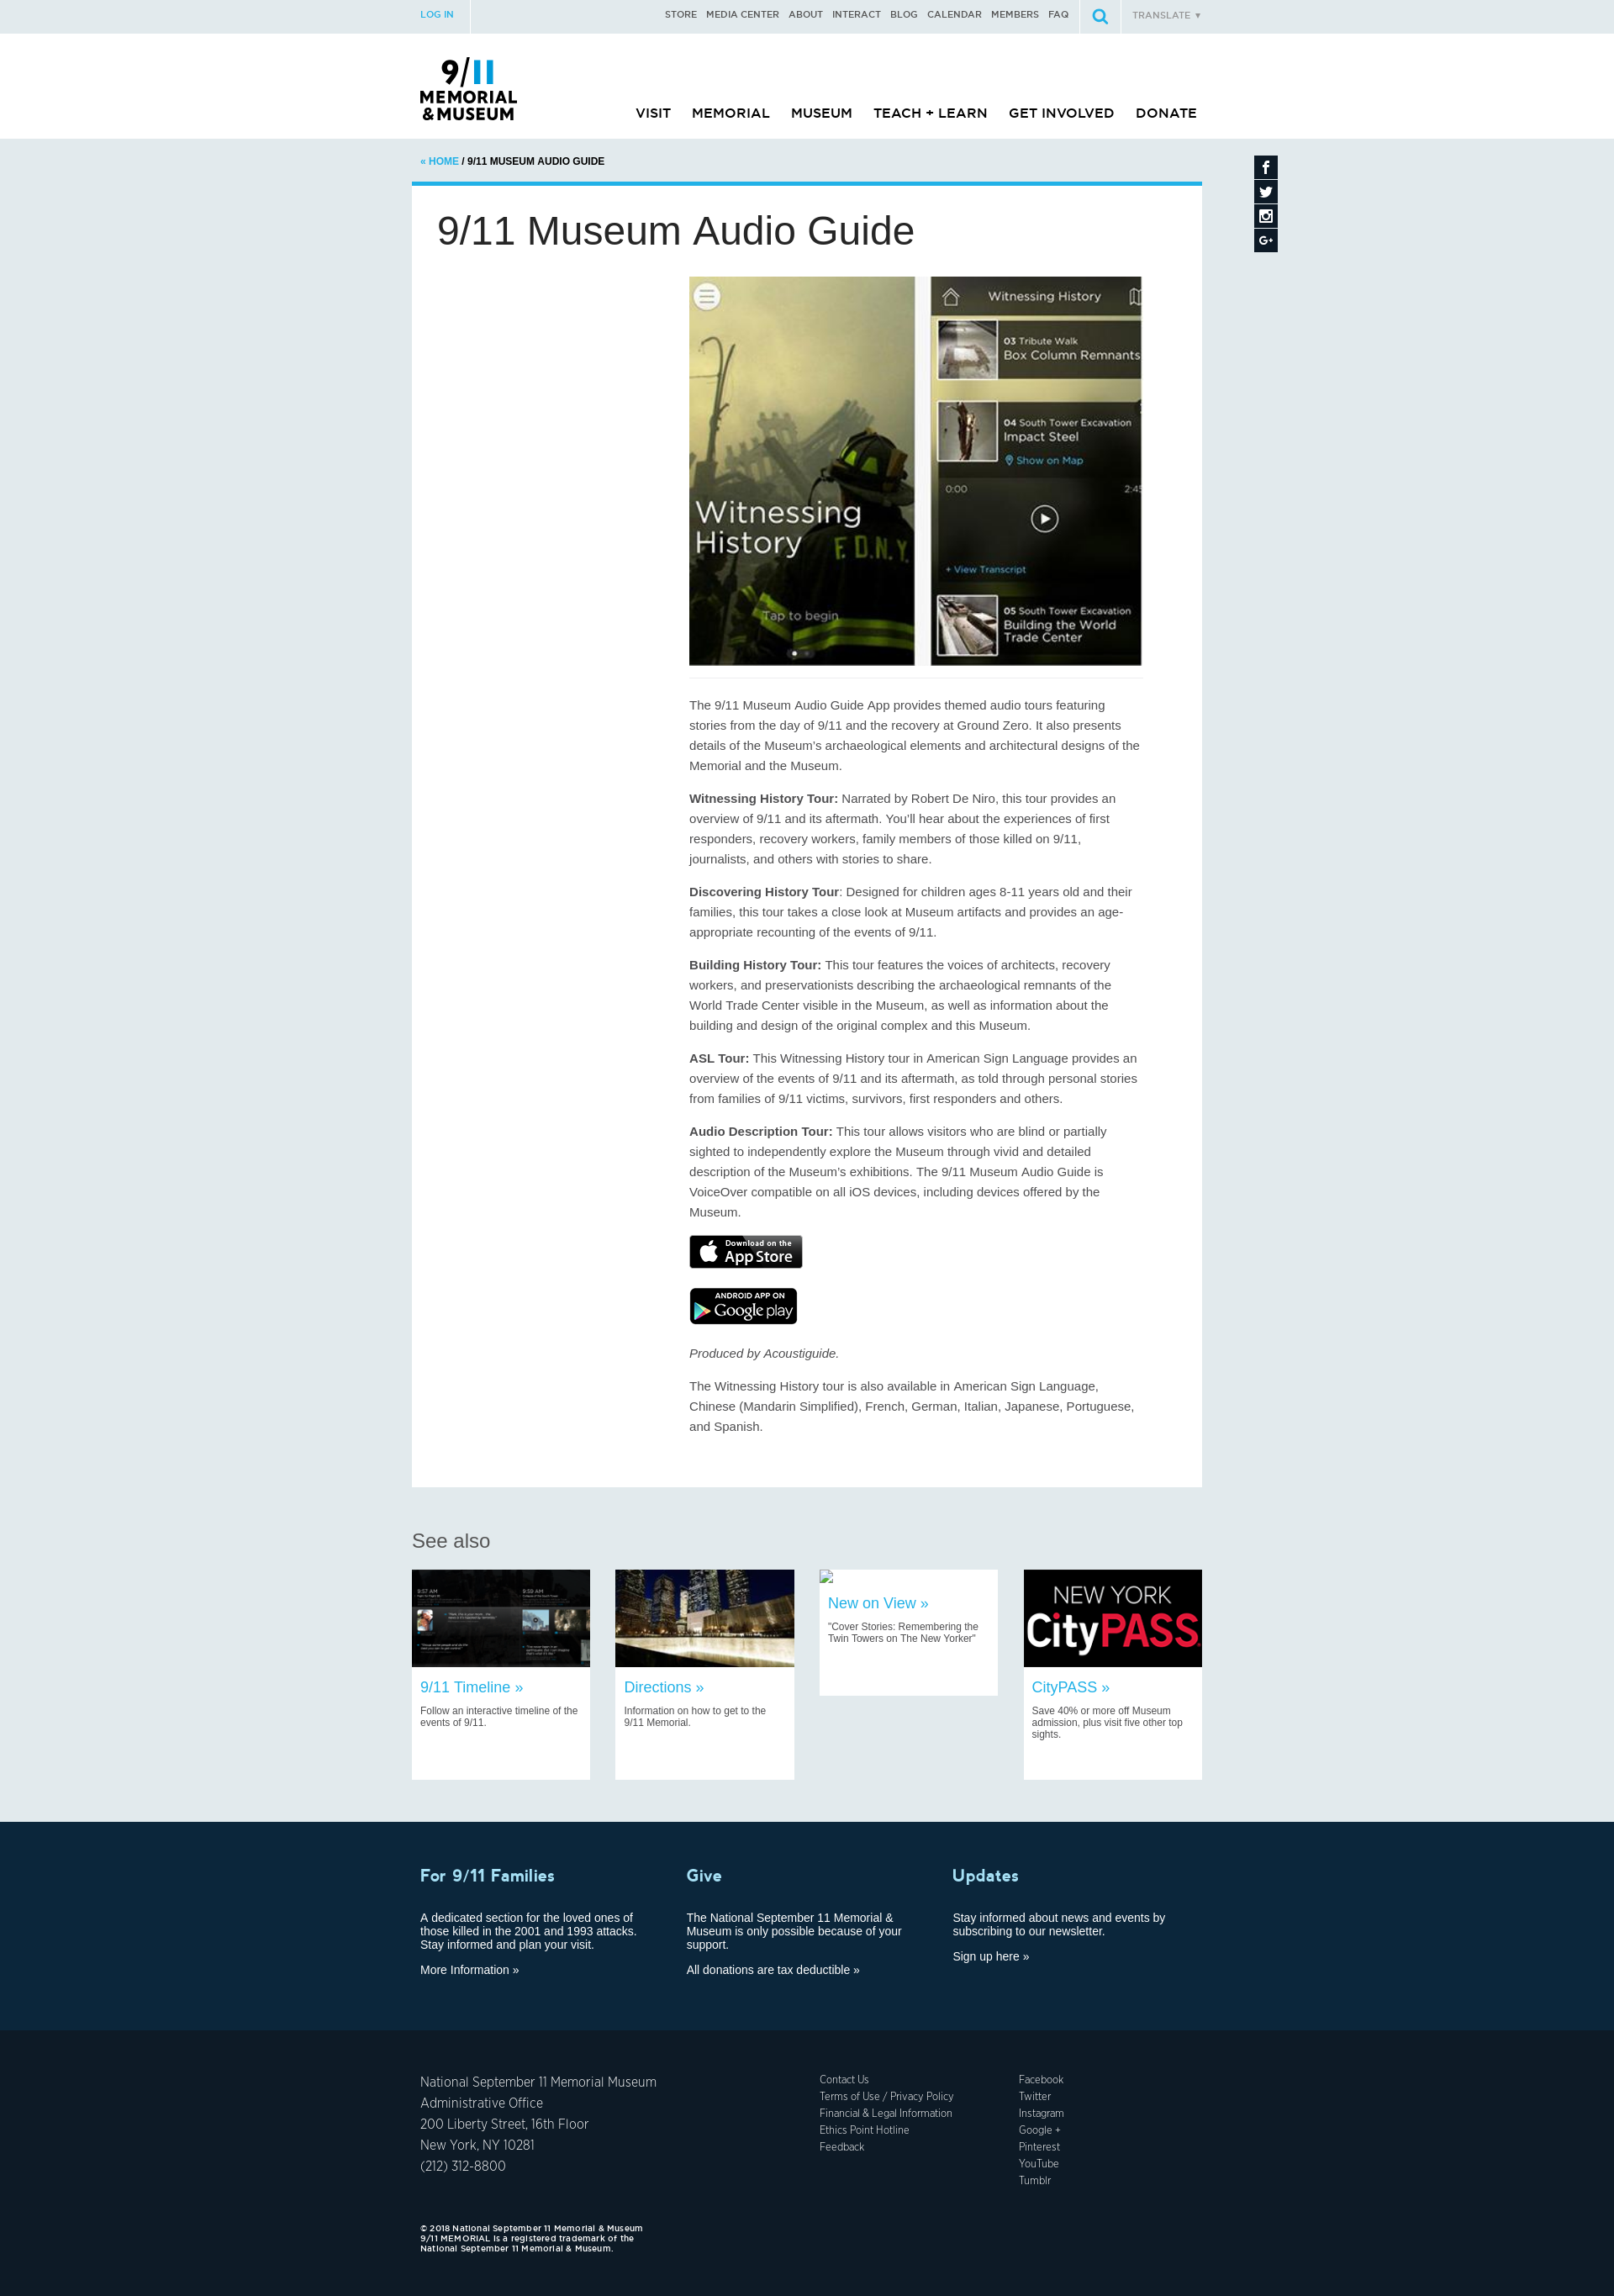 LOG IN
STORE MEDIA CENTER ABOUT INTERACT BLOG CALENDAR MEMBERS FAQ
TRANSLATE ▼
9/11
MEMORIAL
&MUSEUM
VISIT MEMORIAL MUSEUM TEACH + LEARN GET INVOLVED DONATE
« HOME / 9/11 MUSEUM AUDIO GUIDE
9/11 Museum Audio Guide
Witnessing
History
F.D.N.Y
Tap to begin
Witnessing History
03 Tribute Walk
Box Column Remnants
04 South Tower Excavation
Impact Steel
Show on Map
0:00 2:45
+ View Transcript
05 South Tower Excavation
Building the World
Trade Center
The 9/11 Museum Audio Guide App provides themed audio tours featuring
stories from the day of 9/11 and the recovery at Ground Zero. It also presents
details of the Museum's archaeological elements and architectural designs of the
Memorial and the Museum.
Witnessing History Tour: Narrated by Robert De Niro, this tour provides an
overview of 9/11 and its aftermath. You'll hear about the experiences of first
responders, recovery workers, family members of those killed on 9/11,
journalists, and others with stories to share.
Discovering History Tour: Designed for children ages 8-11 years old and their
families, this tour takes a close look at Museum artifacts and provides an age-
appropriate recounting of the events of 9/11.
Building History Tour: This tour features the voices of architects, recovery
workers, and preservationists describing the archaeological remnants of the
World Trade Center visible in the Museum, as well as information about the
building and design of the original complex and this Museum.
ASL Tour: This Witnessing History tour in American Sign Language provides an
overview of the events of 9/11 and its aftermath, as told through personal stories
from families of 9/11 victims, survivors, first responders and others.
Audio Description Tour: This tour allows visitors who are blind or partially
sighted to independently explore the Museum through vivid and detailed
description of the Museum's exhibitions. The 9/11 Museum Audio Guide is
VoiceOver compatible on all iOS devices, including devices offered by the
Museum.
Download on the
App Store
ANDROID APP ON
Google play
Produced by Acoustiguide.
The Witnessing History tour is also available in American Sign Language,
Chinese (Mandarin Simplified), French, German, Italian, Japanese, Portuguese,
and Spanish.
See also
8:57 AM 9:59 AM
9/11 Timeline »
Follow an interactive timeline of the
events of 9/11.
Directions »
Information on how to get to the
9/11 Memorial.
New on View »
"Cover Stories: Remembering the
Twin Towers on The New Yorker"
NEW YORK
CityPASS
CityPASS »
Save 40% or more off Museum
admission, plus visit five other top
sights.
For 9/11 Families
A dedicated section for the loved ones of
those killed in the 2001 and 1993 attacks.
Stay informed and plan your visit.
More Information »
Give
The National September 11 Memorial &
Museum is only possible because of your
support.
All donations are tax deductible »
Updates
Stay informed about news and events by
subscribing to our newsletter.
Sign up here »
National September 11 Memorial Museum
Administrative Office
200 Liberty Street, 16th Floor
New York, NY 10281
(212) 312-8800
Contact Us
Terms of Use / Privacy Policy
Financial & Legal Information
Ethics Point Hotline
Feedback
Facebook
Twitter
Instagram
Google +
Pinterest
YouTube
Tumblr
© 2018 National September 11 Memorial & Museum
9/11 MEMORIAL is a registered trademark of the
National September 11 Memorial & Museum.